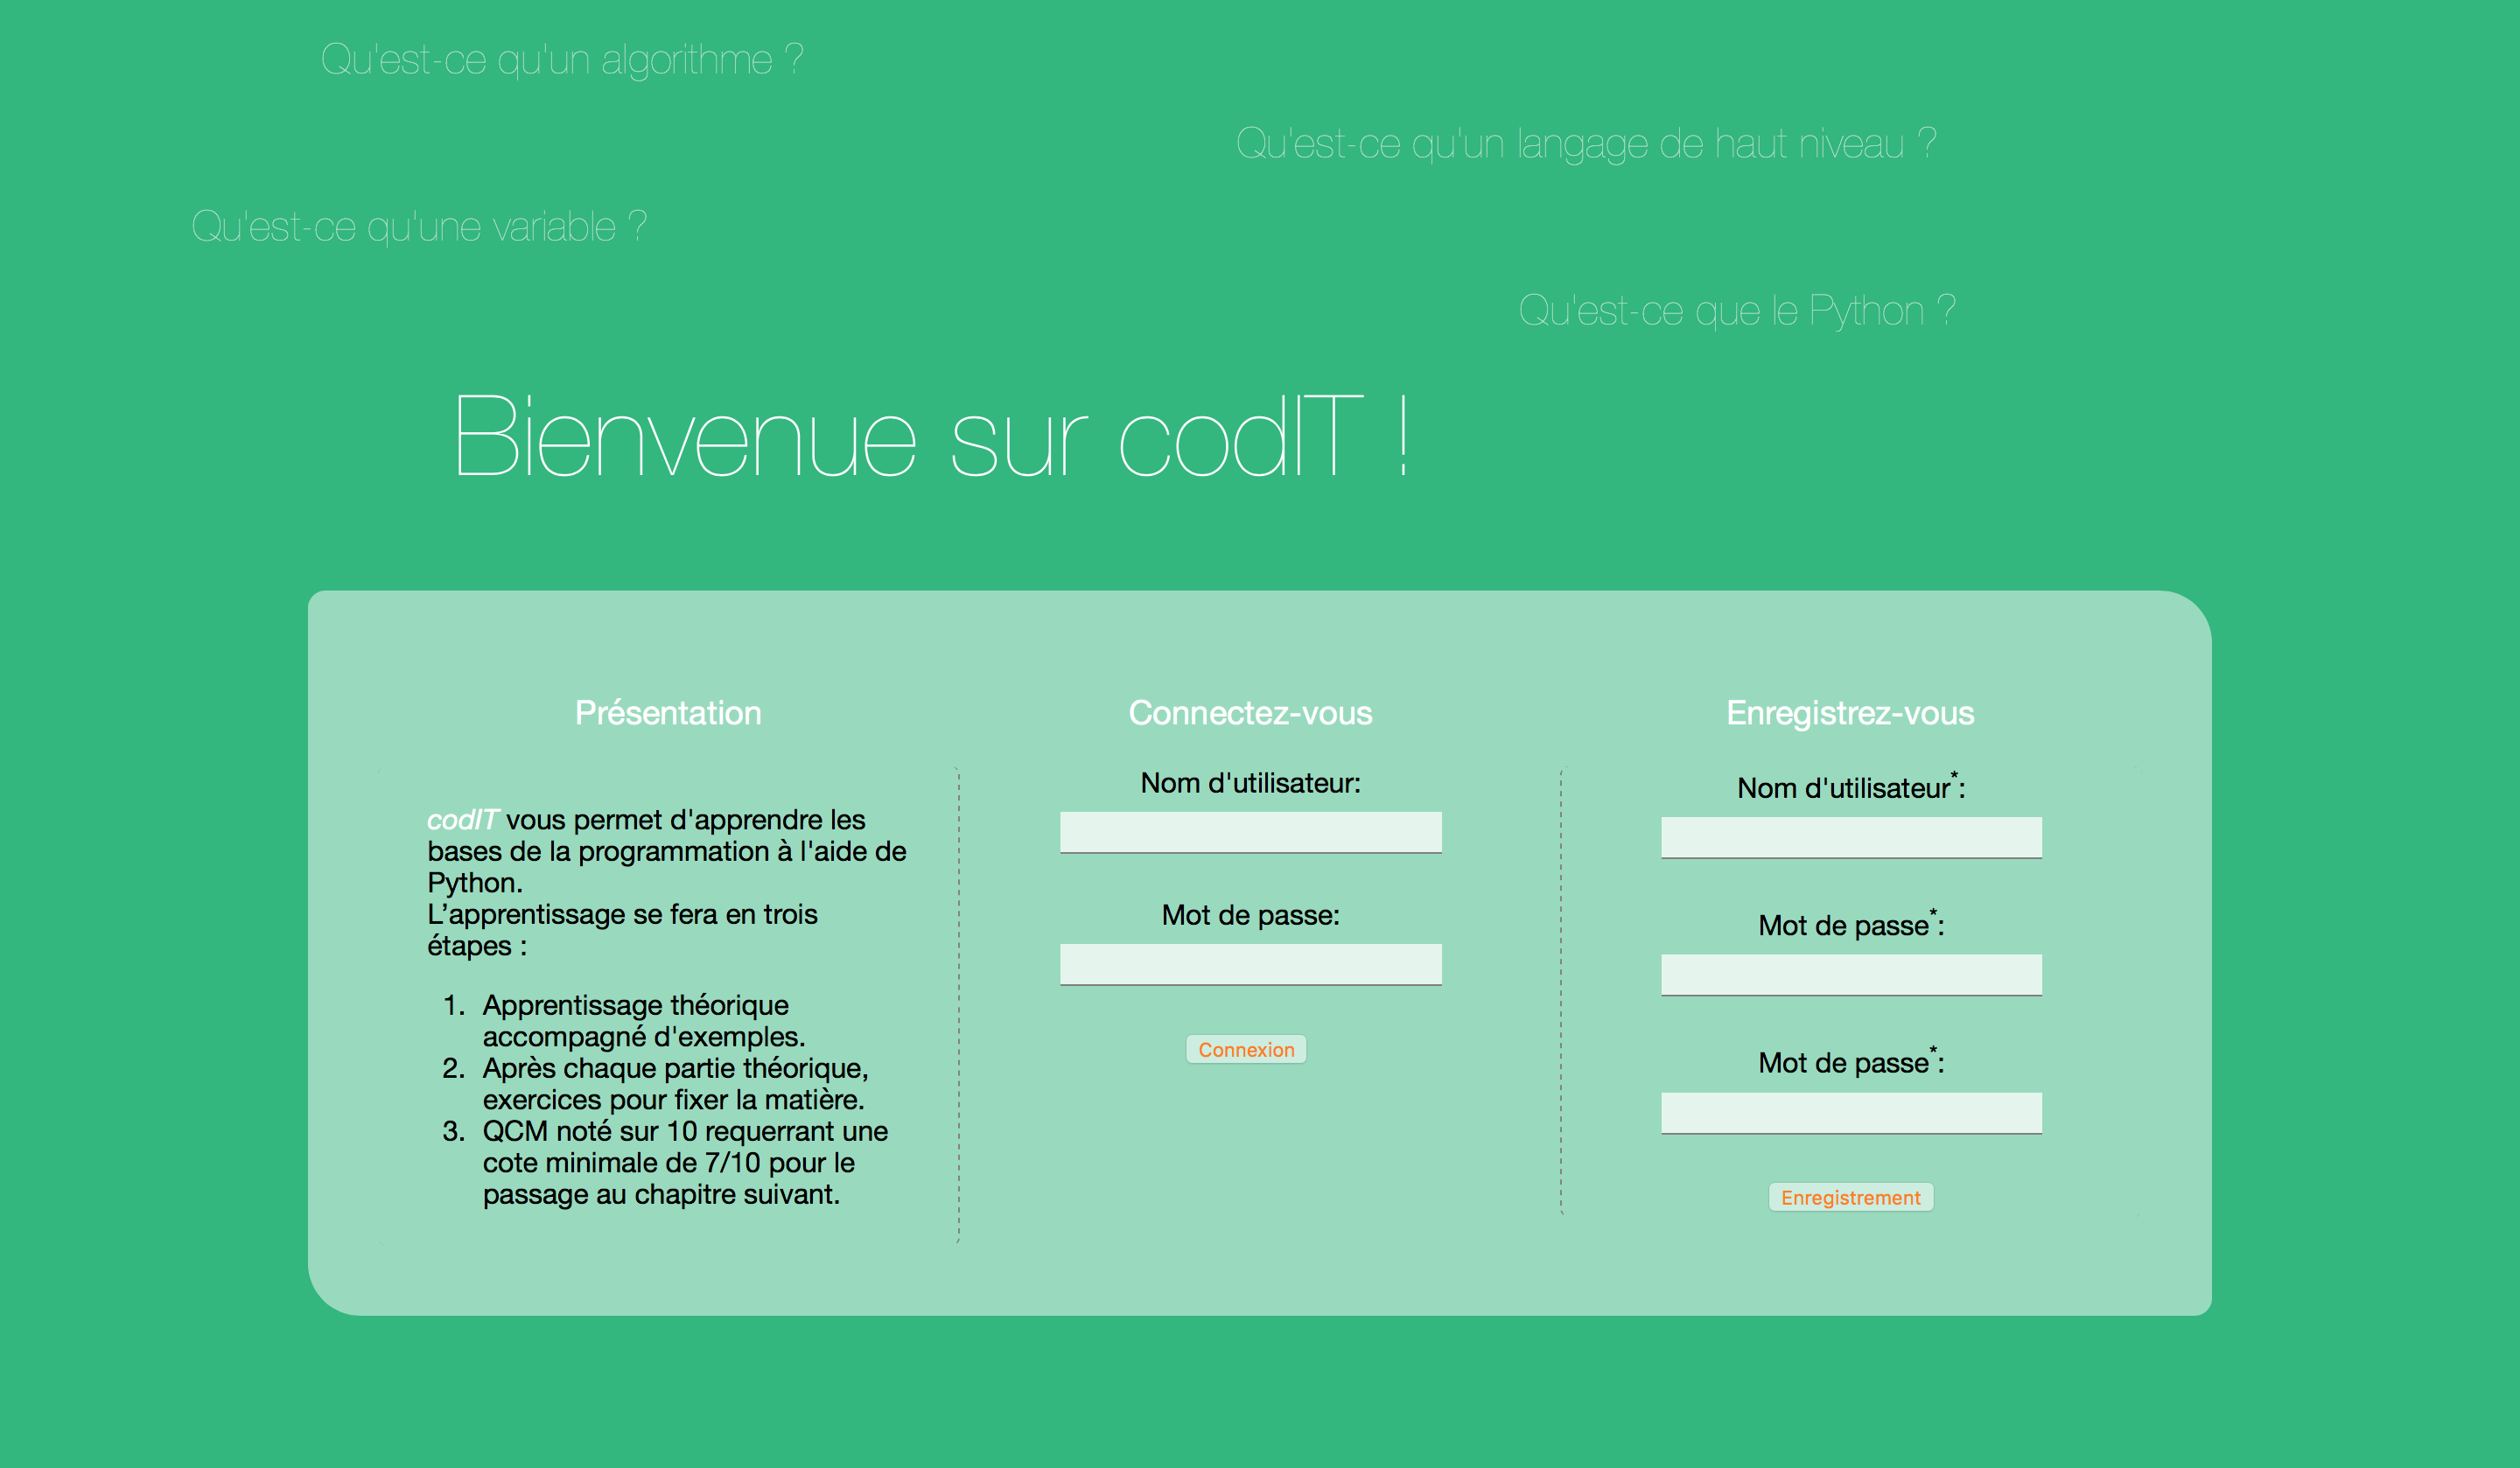 Qu'est-ce qu'un algorithme ?
Qu'est-ce qu'un langage de haut niveau ?
Qu'est-ce qu'une variable ?
Qu'est-ce que le Python ?
Bienvenue sur codIT !
Présentation
codIT vous permet d'apprendre les
bases de la programmation à l'aide de
Python.
L’apprentissage se fera en trois
étapes :
1. Apprentissage théorique
accompagné d'exemples.
2. Après chaque partie théorique,
exercices pour fixer la matière.
3. QCM noté sur 10 requerrant une
cote minimale de 7/10 pour le
passage au chapitre suivant.
Connectez-vous
Nom d'utilisateur:
Mot de passe:
Connexion
Enregistrez-vous
Nom d'utilisateur*:
Mot de passe*:
Mot de passe*:
Enregistrement